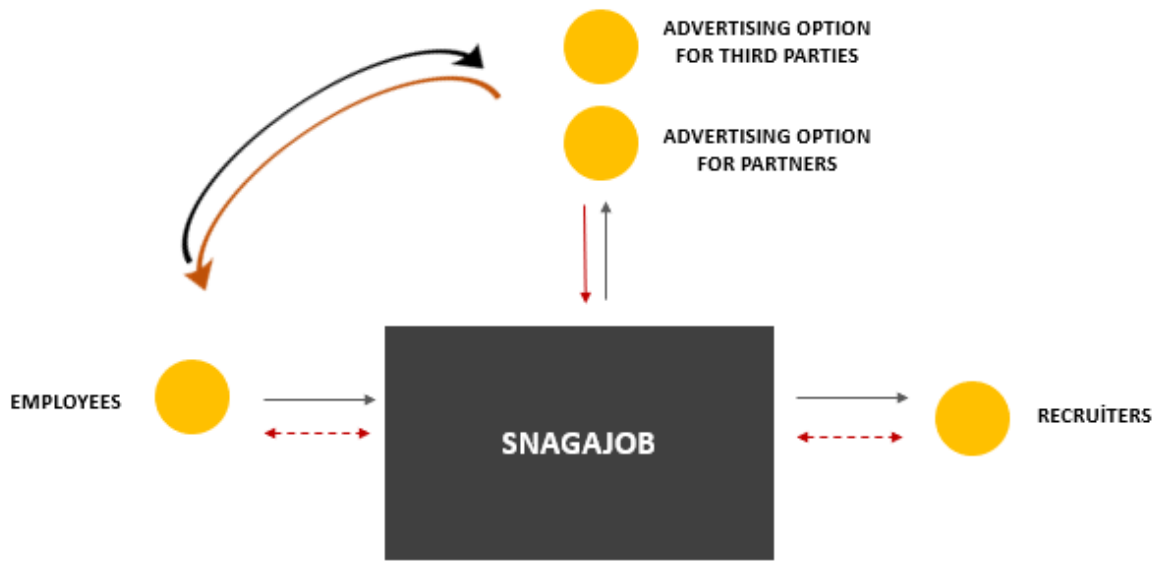 ADVERTISING OPTION
FOR THIRD PARTIES
ADVERTISING OPTION
FOR PARTNERS
EMPLOYEES
SNAGAJOB
RECRUİTERS